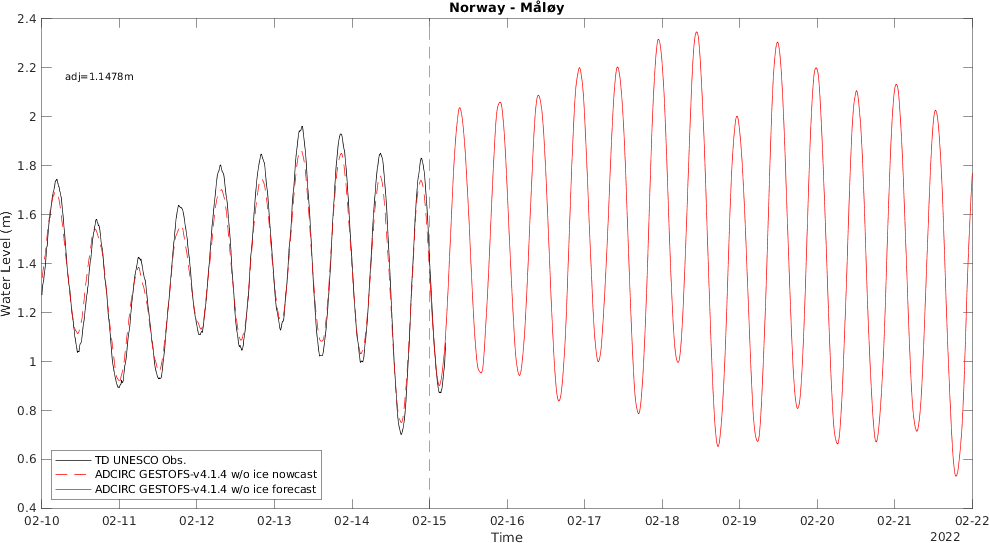 Norway - Måløy
2.4
2.2
2
1.8
1.6
1.4
1.2
1
0.8
0.6
0.4
Water Level (m)
adj=1.1478m
TD UNESCO Obs.
ADCIRC GESTOFS-v4.1.4 w/o ice nowcast
ADCIRC GESTOFS-v4.1.4 w/o ice forecast
02-10 02-11 02-12 02-13 02-14 02-15 02-16 02-17 02-18 02-19 02-20 02-21 02-22
Time
2022